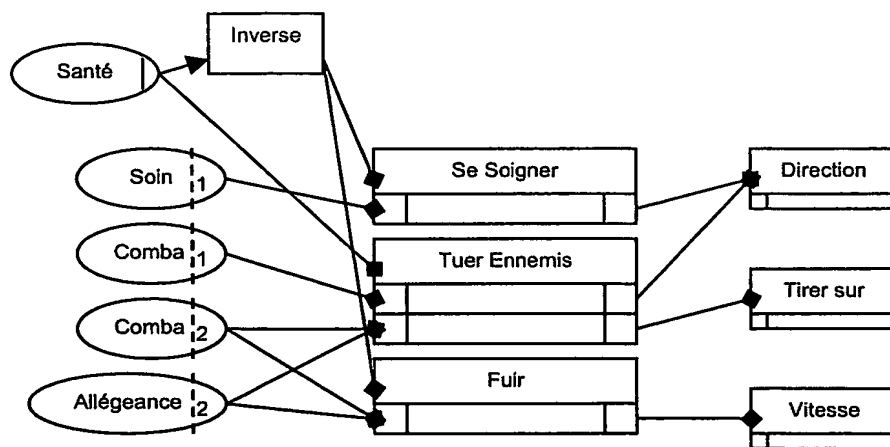 Inverse
Santé
Soin 1
Se Soigner
Direction
Comba 1
Tuer Ennemis
Tirer sur
Comba 2
Fuir
Allégeance 2
Vitesse